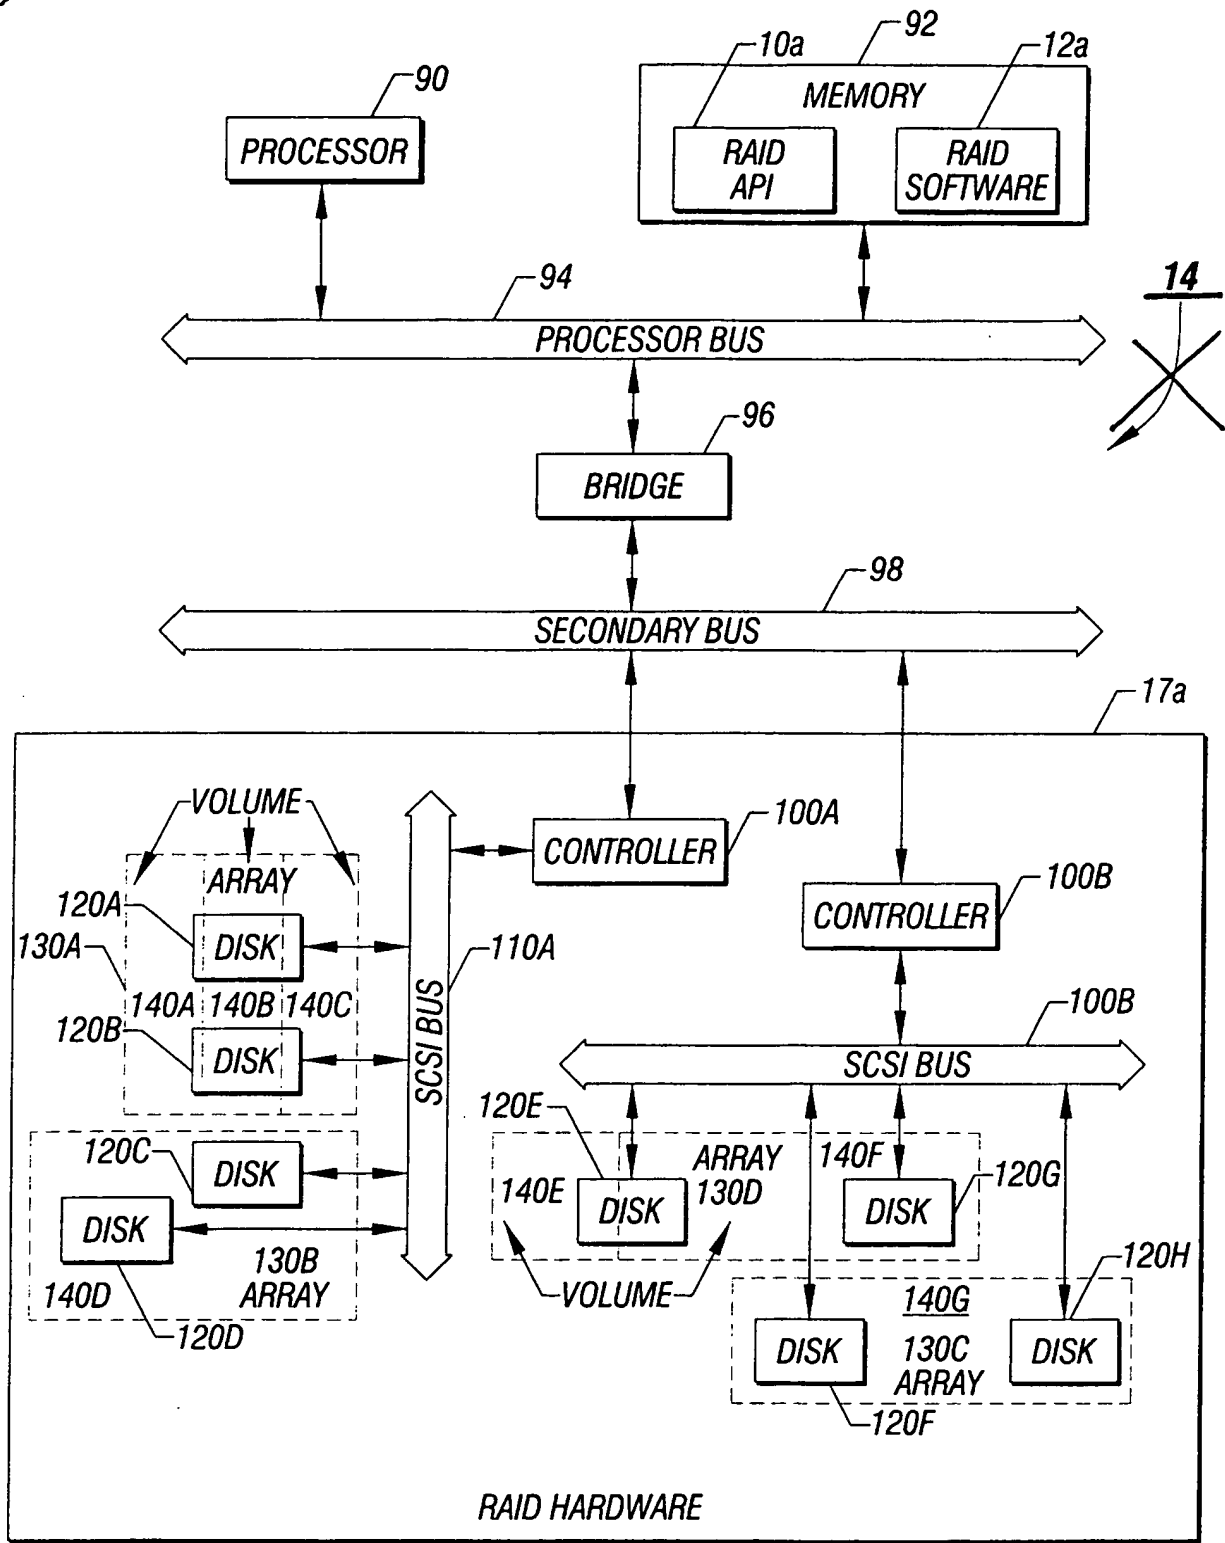 92
10a
12a
90
MEMORY
PROCESSOR
RAID
API
RAID
SOFTWARE
94
14
PROCESSOR BUS
96
BRIDGE
98
SECONDARY BUS
17a
VOLUME
100A
CONTROLLER
ARRAY
100B
120A
CONTROLLER
DISK
130A
110A
140A
140B
140C
120B
DISK
SCSI BUS
100B
SCSI BUS
120E
120C
DISK
ARRAY
130D
140F
120G
140E
DISK
DISK
DISK
130B
ARRAY
140D
VOLUME
120H
120D
140G
DISK
130C
ARRAY
DISK
120F
RAID HARDWARE